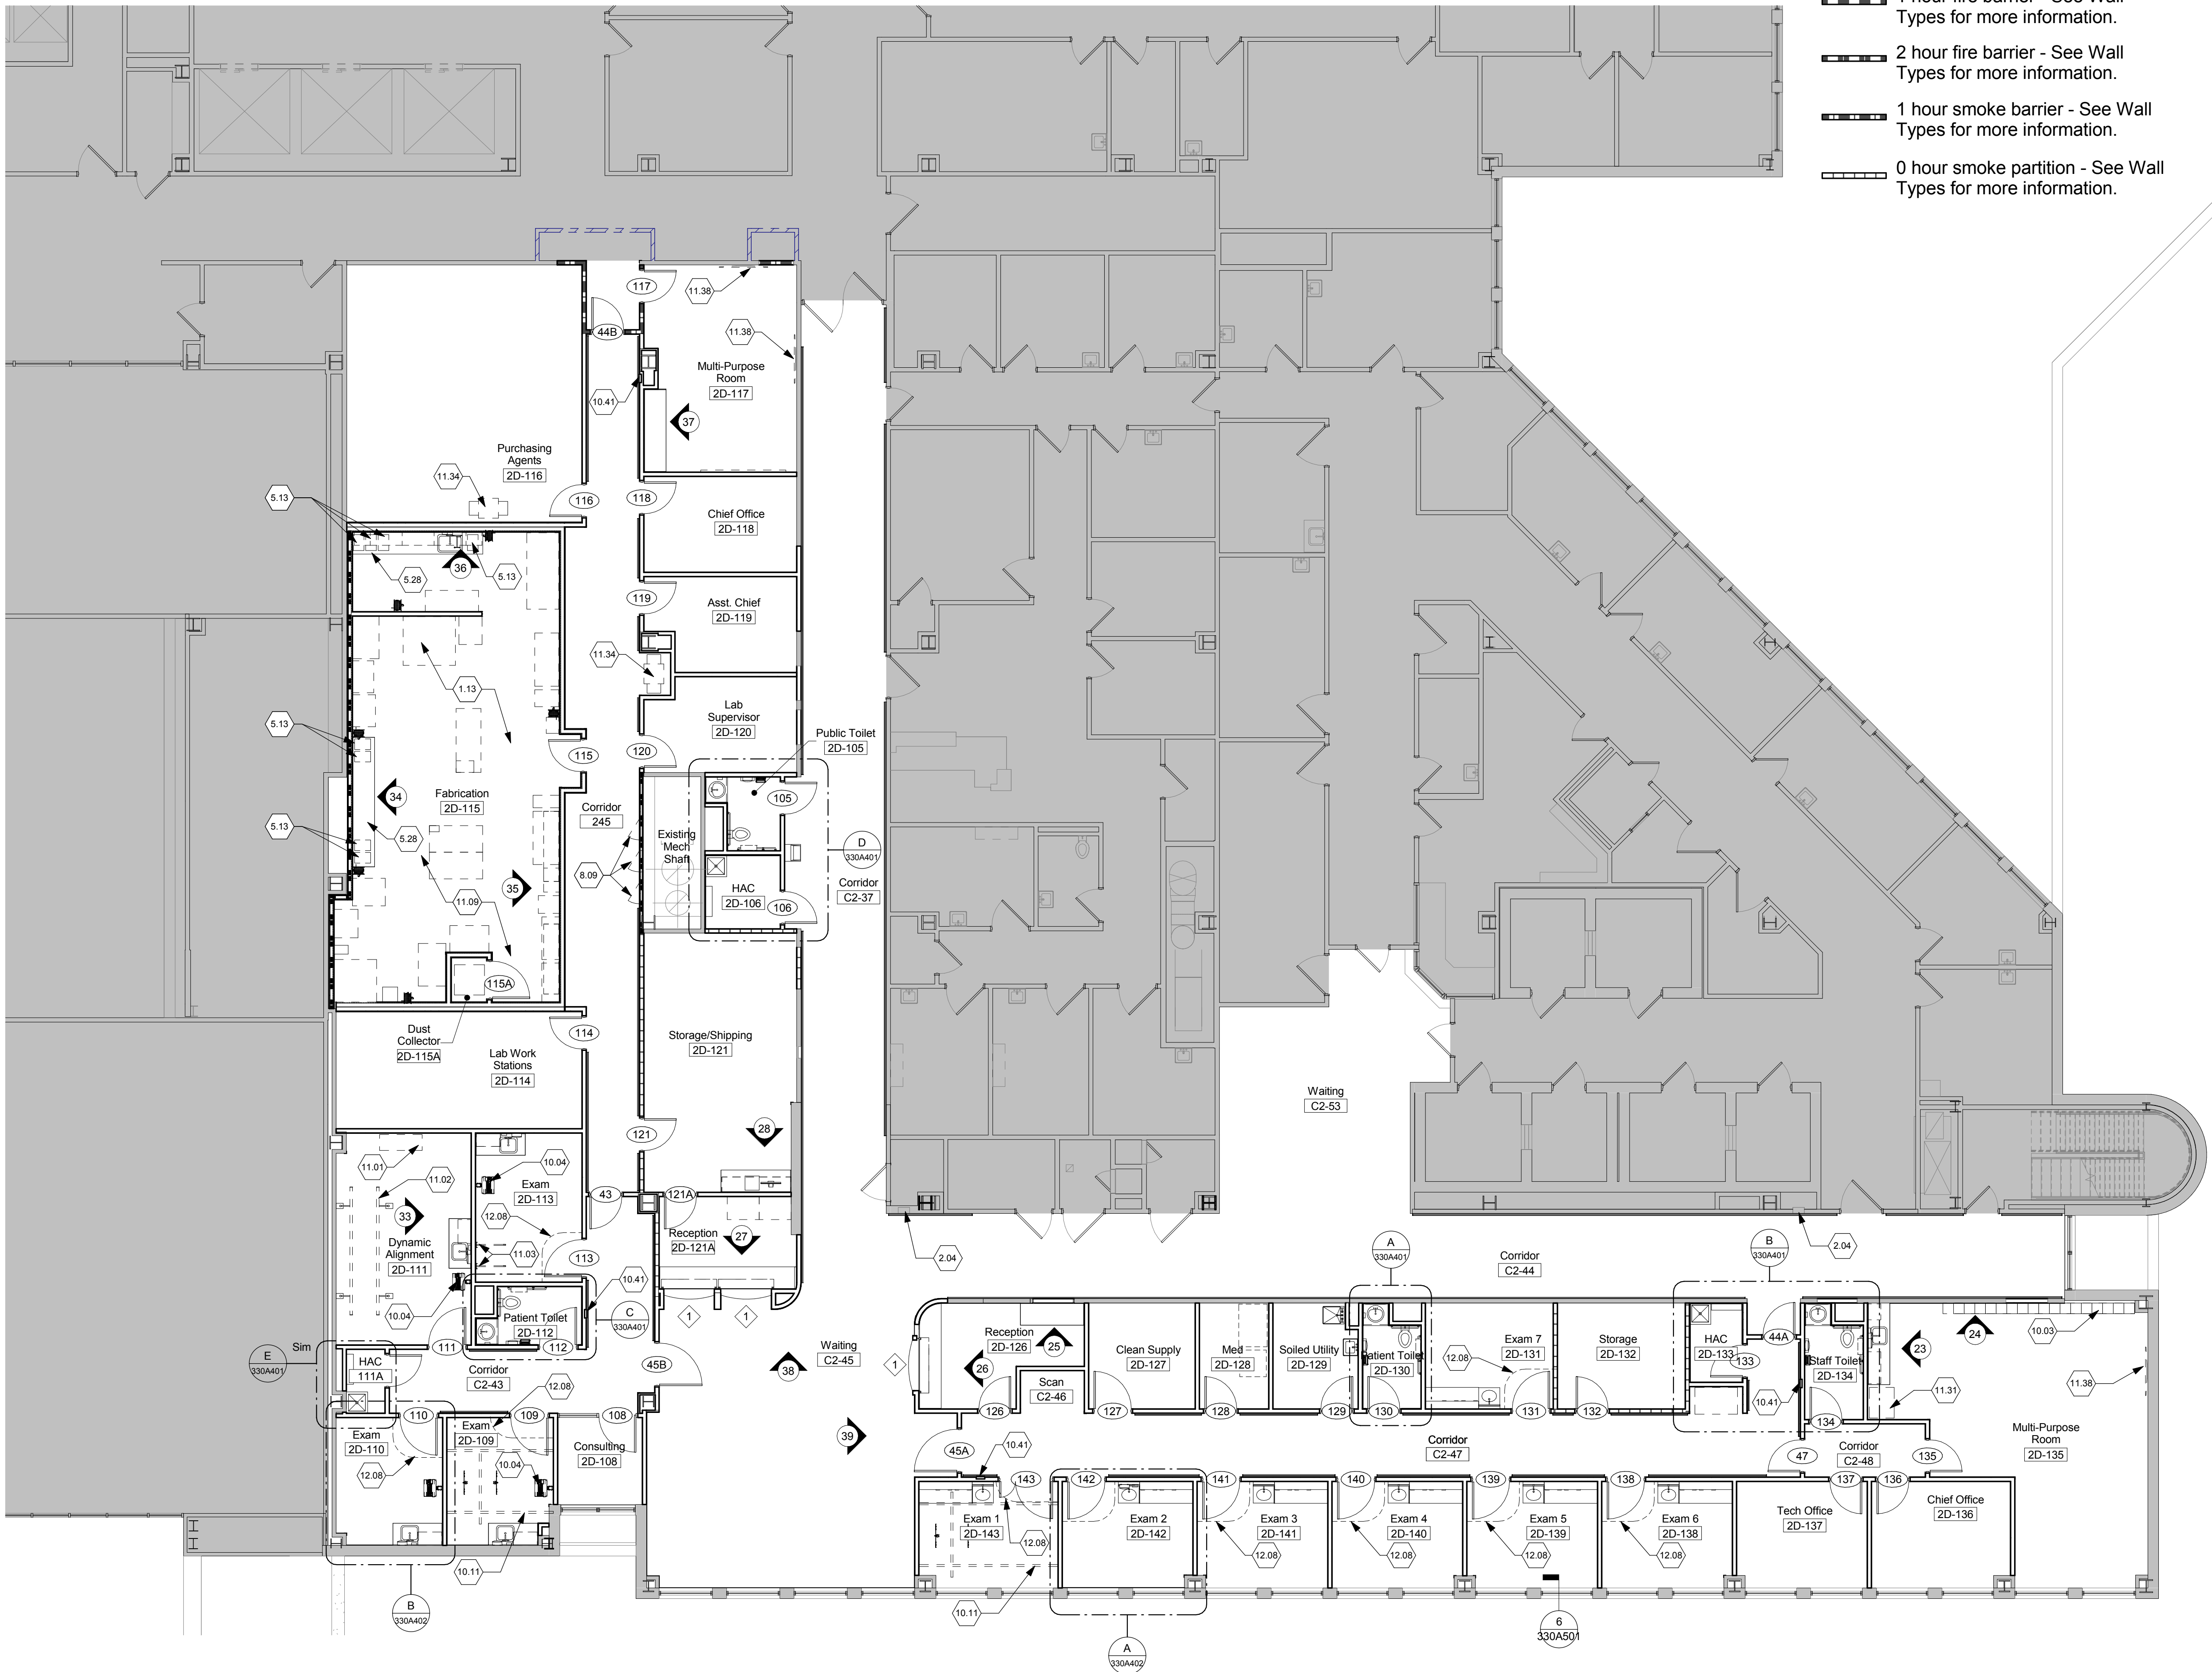 1 hour fire barrier - See Wall
Types for more information.
2 hour fire barrier - See Wall
Types for more information.
1 hour smoke barrier - See Wall
Types for more information.
0 hour smoke partition - See Wall
Types for more information.
117
11.38
44B
11.38
Multi-Purpose
Room
2D-117
10.41
37
Purchasing
Agents
2D-116
11.34
5.13
116
118
Chief Office
2D-118
36
5.28
5.13
119
Asst. Chief
2D-119
11.34
1.13
Lab
Supervisor
2D-120
5.13
Public Toilet
2D-105
115
120
34
Fabrication
2D-115
105
Corridor
245
5.13
5.28
Existing
Mech
Shaft
D
330A401
8.09
35
HAC
2D-106
Corridor
C2-37
11.09
106
115A
Dust
Collector
2D-115A
114
Storage/Shipping
2D-121
Lab Work
Stations
2D-114
Waiting
C2-53
121
28
11.01
10.04
11.02
Exam
2D-113
43
121A
33
12.08
Reception
2D-121A
27
Dynamic
Alignment
2D-111
11.03
113
2.04
A
330A401
B
330A401
2.04
Corridor
C2-44
10.41
10.04
C
330A401
Patient Toilet
2D-112
1
1
111
112
Sim
E
330A401
HAC
111A
Corridor
C2-43
45B
Waiting
C2-45
38
1
Reception
2D-126
25
26
Scan
C2-46
Clean Supply
2D-127
Med
2D-128
Soiled Utility
2D-129
Patient Toilet
2D-130
Exam 7
2D-131
12.08
Storage
2D-132
HAC
2D-133
133
44A
Staff Toilet
2D-134
23
24
10.03
11.38
11.31
10.41
12.08
110
109
108
126
127
128
129
130
131
132
134
Exam
2D-110
Exam
2D-109
Consulting
2D-108
12.08
10.04
39
45A
10.41
Corridor
C2-47
47
Corridor
C2-48
135
Multi-Purpose
Room
2D-135
143
142
141
140
139
138
137
136
Exam 1
2D-143
Exam 2
2D-142
Exam 3
2D-141
Exam 4
2D-140
Exam 5
2D-139
Exam 6
2D-138
Tech Office
2D-137
Chief Office
2D-136
12.08
12.08
12.08
12.08
12.08
10.11
10.11
B
330A402
A
330A402
6
330A501